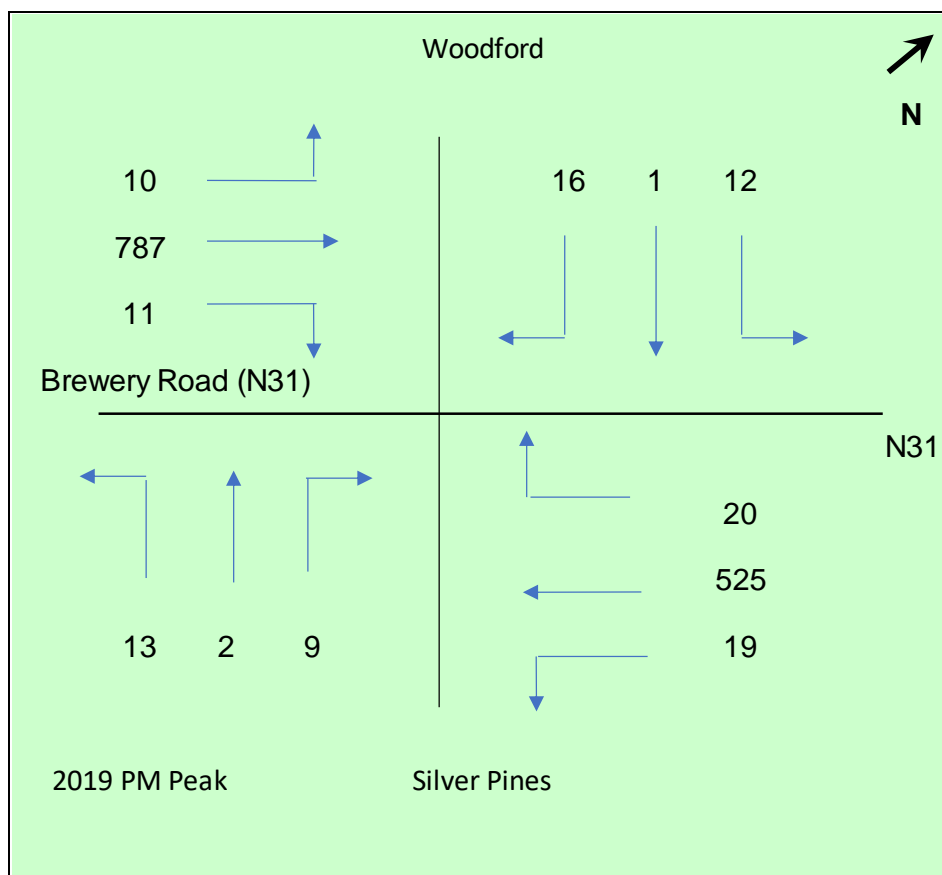 Woodford
N
10
16 1 12
787
11
Brewery Road (N31)
N31
20
525
13 2 9
19
2019 PM Peak
Silver Pines